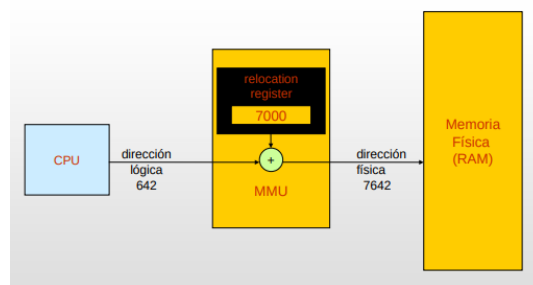 relocation
register
7000
CPU
dirección
lógica
642
+
MMU
dirección
física
7642
Memoria
Física
(RAM)